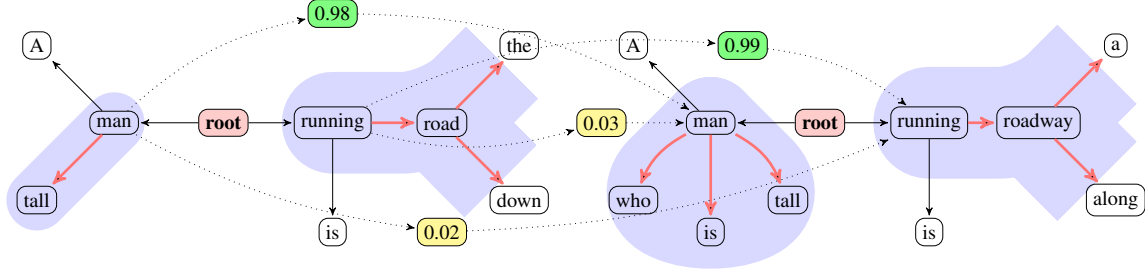 0.98
A the A 0.99 a
man root running road 0.03 man root running roadway
tall down who tall along
is 0.02 is is